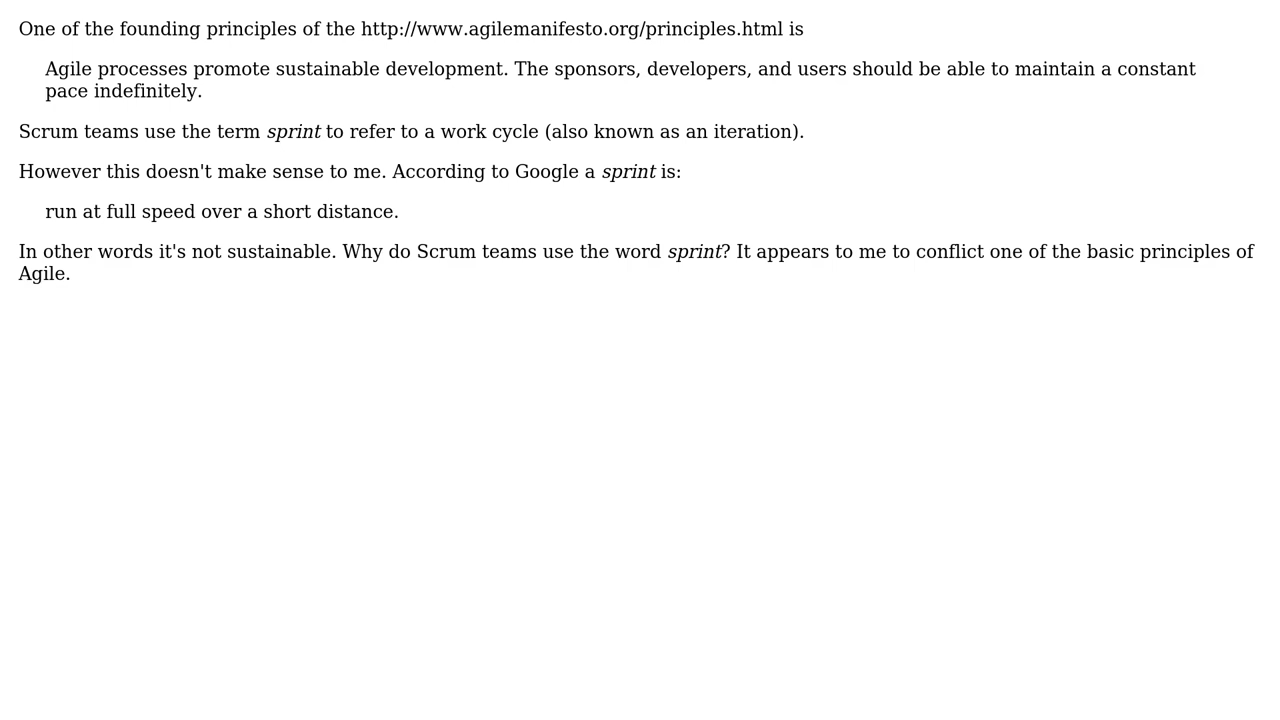 One of the founding principles of the http://www.agilemanifesto.org/principles.html is
Agile processes promote sustainable development. The sponsors, developers, and users should be able to maintain a constant
pace indefinitely.
Scrum teams use the term sprint to refer to a work cycle (also known as an iteration).
However this doesn't make sense to me. According to Google a sprint is:
run at full speed over a short distance.
In other words it's not sustainable. Why do Scrum teams use the word sprint? It appears to me to conflict one of the basic principles of
Agile.